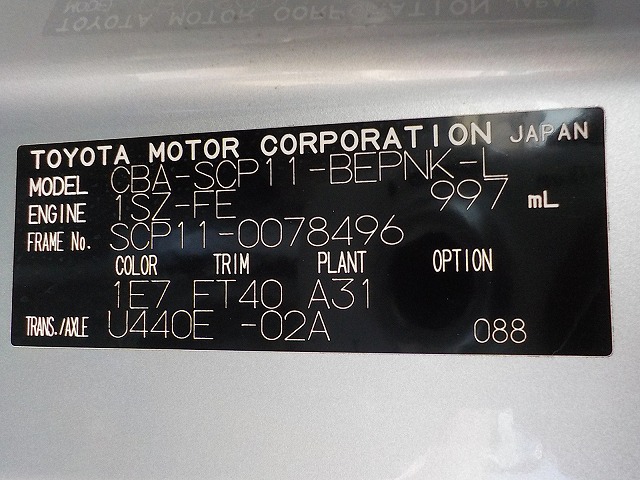 TOYOTA MOTOR CORPORATION JAPAN
MODEL CBA-SCP11-BEPNK-L
ENGINE 1SZ-FE 997 mL
FRAME No. SCP11-0078496
COLOR TRIM PLANT OPTION
1E7 FT40 A31
TRANS./AXLE U440E -02A 088